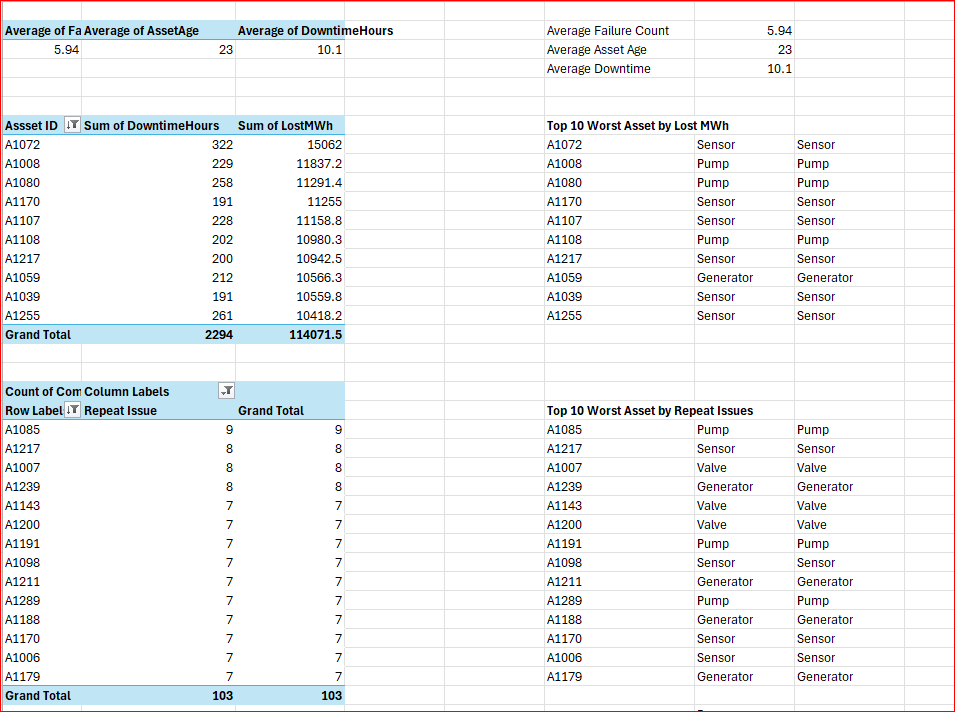 Average of Fa Average of AssetAge Average of DowntimeHours Average Failure Count 5.94
5.94 23 10.1 Average Asset Age 23
Average Downtime 10.1
Assset ID Sum of DowntimeHours Sum of LostMWh Top 10 Worst Asset by Lost MWh
A1072 322 15062 A1072 Sensor Sensor
A1008 229 11837.2 A1008 Pump Pump
A1080 258 11291.4 A1080 Pump Pump
A1170 191 11255 A1170 Sensor Sensor
A1107 228 11158.8 A1107 Sensor Sensor
A1108 202 10980.3 A1108 Pump Pump
A1217 200 10942.5 A1217 Sensor Sensor
A1059 212 10566.3 A1059 Generator Generator
A1039 191 10559.8 A1039 Sensor Sensor
A1255 261 10418.2 A1255 Sensor Sensor
Grand Total 2294 114071.5
Count of Com Column Labels
Row Label Repeat Issue Grand Total Top 10 Worst Asset by Repeat Issues
A1085 9 9 A1085 Pump Pump
A1217 8 8 A1217 Sensor Sensor
A1007 8 8 A1007 Valve Valve
A1239 8 8 A1239 Generator Generator
A1143 7 7 A1143 Valve Valve
A1200 7 7 A1200 Valve Valve
A1191 7 7 A1191 Pump Pump
A1098 7 7 A1098 Sensor Sensor
A1211 7 7 A1211 Generator Generator
A1289 7 7 A1289 Pump Pump
A1188 7 7 A1188 Generator Generator
A1170 7 7 A1170 Sensor Sensor
A1006 7 7 A1006 Sensor Sensor
A1179 7 7 A1179 Generator Generator
Grand Total 103 103